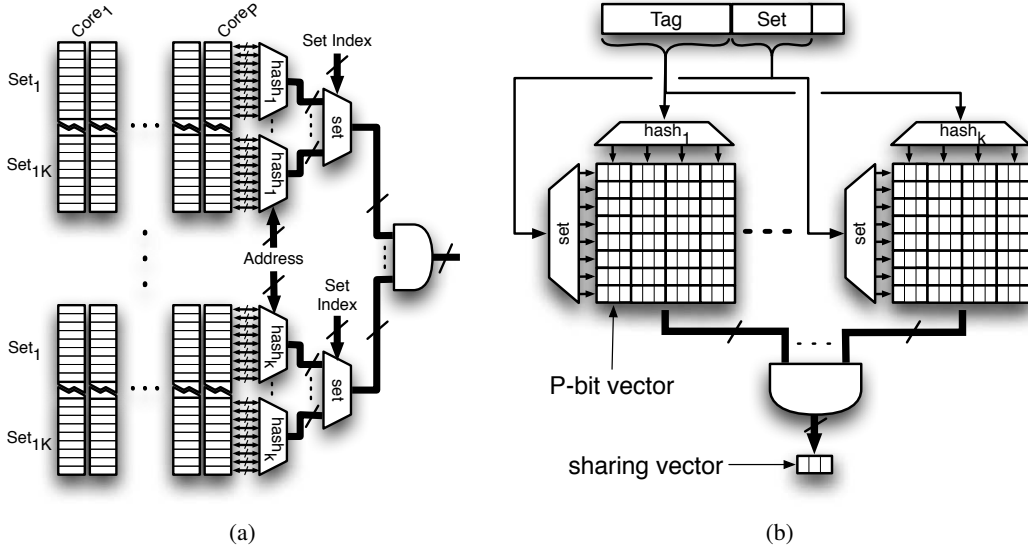 Core1
CoreP
Set Index
Set1
hash1
set
Set1K
hash1
Address
Set
Index
Set1
hashk
set
Set1K
hashk
(a)
Tag Set
hash1
hashk
set
set
P-bit vector
sharing vector
(b)